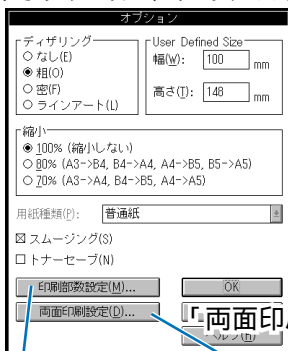 オプション
ディザリング
○ なし(E)
◉ 粗(O)
○ 密(F)
○ ラインアート(L)
User Defined Size
幅(W): 100 mm
高さ(T): 148 mm
縮小
◉ 100% (縮小しない)
○ 80% (A3->B4, B4->A4, A4->B5, B5->A5)
○ 70% (A3->A4, B4->B5, A4->A5)
用紙種類(P): 普通紙
☒ スムージング(S)
□ トナーセーブ(N)
印刷部数設定(M)...
OK
両面印刷設定(D)...
「両面印
ヘルプ(H)